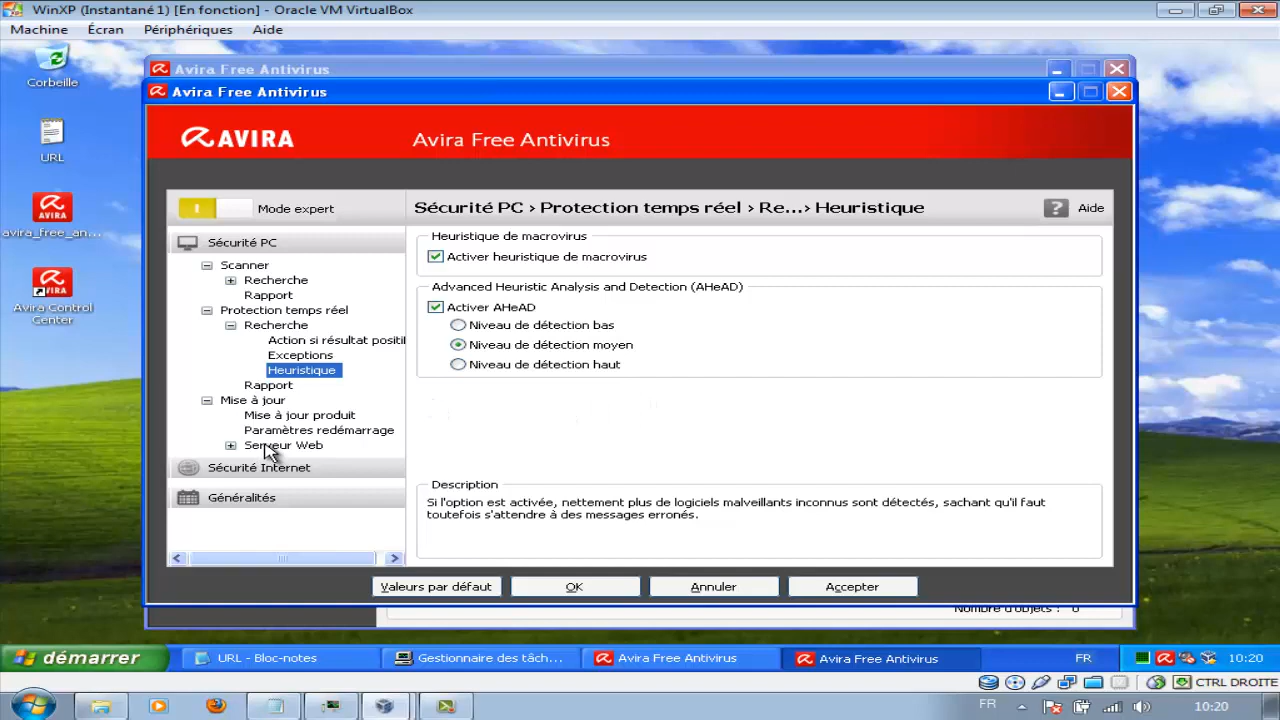 WinXP (Instantané 1) [En fonction] - Oracle VM VirtualBox
Machine Écran Périphériques Aide
Corbeille
URL
AVIRA
avira_free_an...
AVIRA
Avira Control
Center
Avira Free Antivirus
Avira Free Antivirus
AVIRA
Avira Free Antivirus
Mode expert
Sécurité PC › Protection temps réel › Re...› Heuristique
? Aide
Sécurité PC
Scanner
Recherche
Rapport
Protection temps réel
Recherche
Action si résultat positi
Exceptions
Heuristique
Rapport
Mise à jour
Mise à jour produit
Paramètres redémarrage
Serveur Web
Sécurité Internet
Généralités
Heuristique de macrovirus
Activer heuristique de macrovirus
Advanced Heuristic Analysis and Detection (AHeAD)
Activer AHeAD
Niveau de détection bas
Niveau de détection moyen
Niveau de détection haut
Description
Si l'option est activée, nettement plus de logiciels malveillants inconnus sont détectés, sachant qu'il faut
toutefois s'attendre à des messages erronés.
Valeurs par défaut OK Annuler Accepter
Nombre d'objets : 0
démarrer URL - Bloc-notes Gestionnaire des tâch... Avira Free Antivirus Avira Free Antivirus FR 10:20
CTRL DROITE
FR 10:20